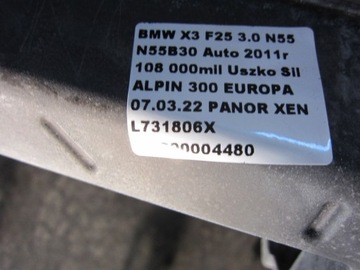 BMW X3 F25 3.0 N55
N55B30 Auto 2011r
108 000mil Uszko Sil
ALPIN 300 EUROPA
07.03.22 PANOR XEN
L731806X
00004480